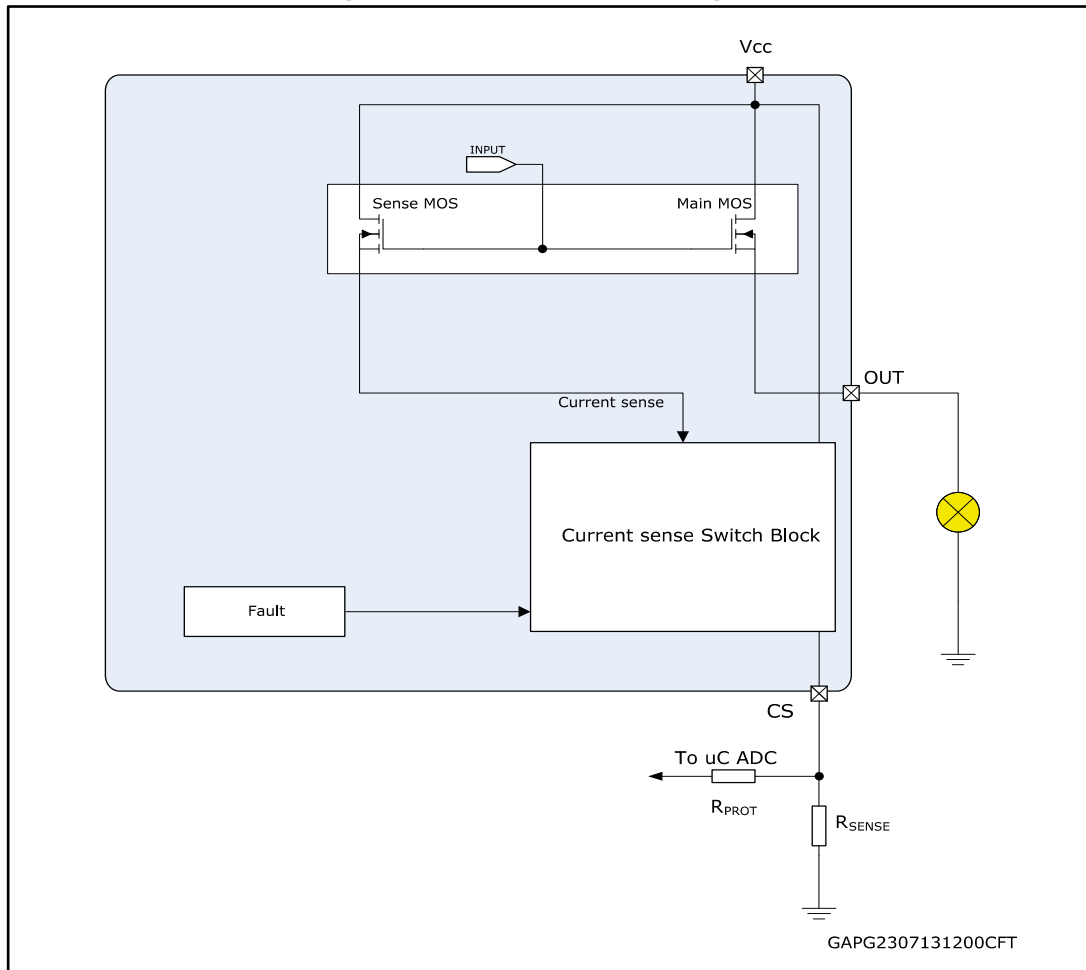 Vcc
INPUT
Sense MOS
Main MOS
OUT
Current sense
Current sense Switch Block
Fault
CS
To uC ADC
RPROT
RSENSE
GAPG2307131200CFT